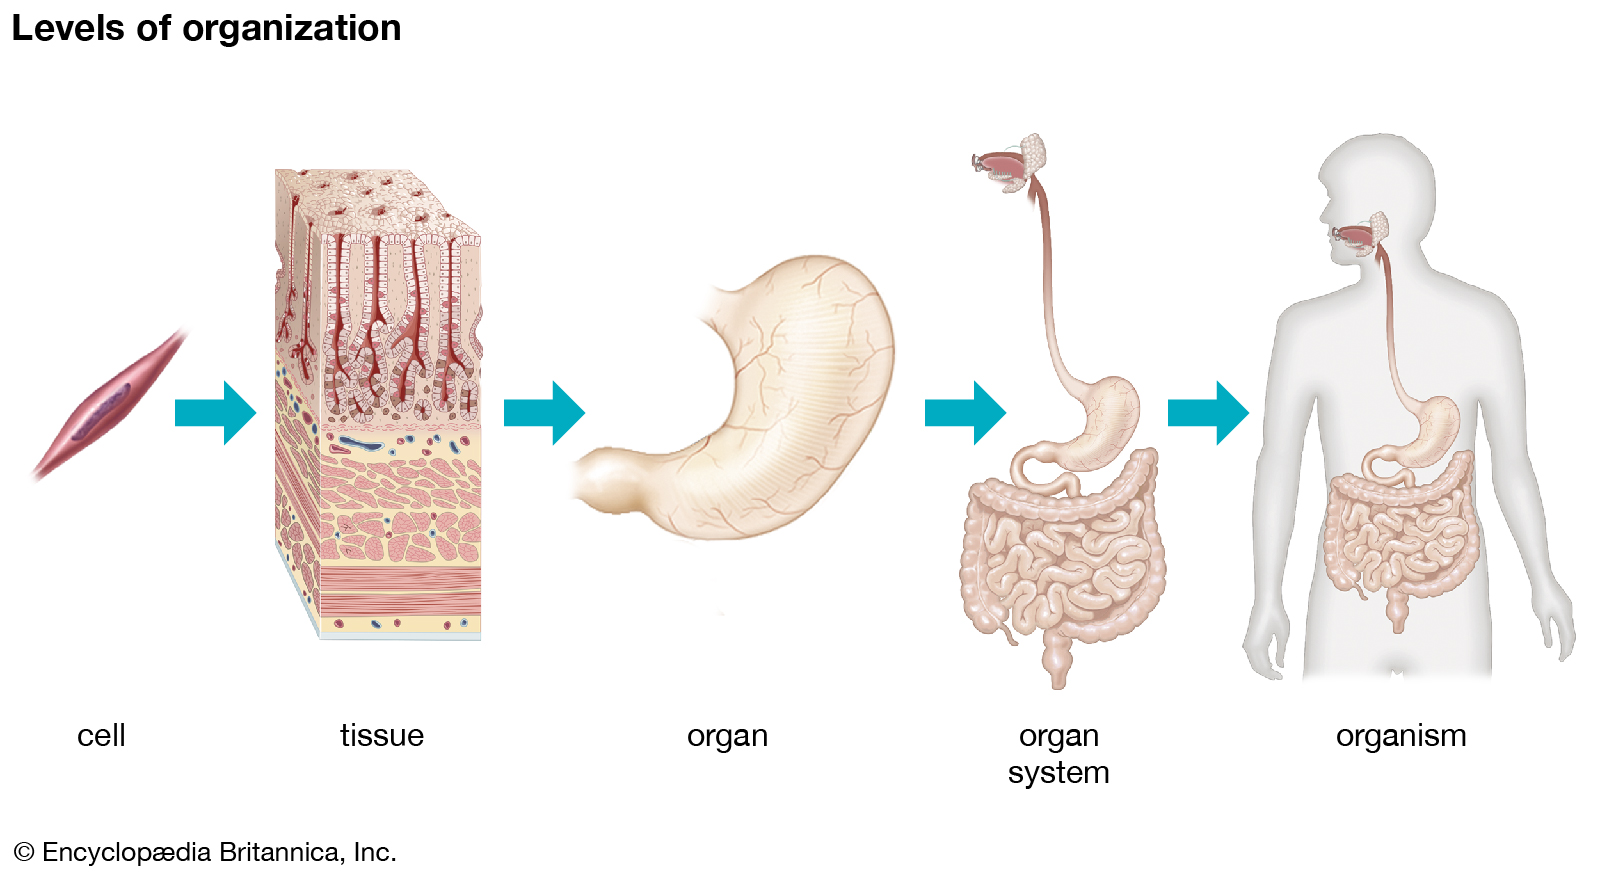 Levels of organization
cell
tissue
organ
organ
system
organism
© Encyclopædia Britannica, Inc.